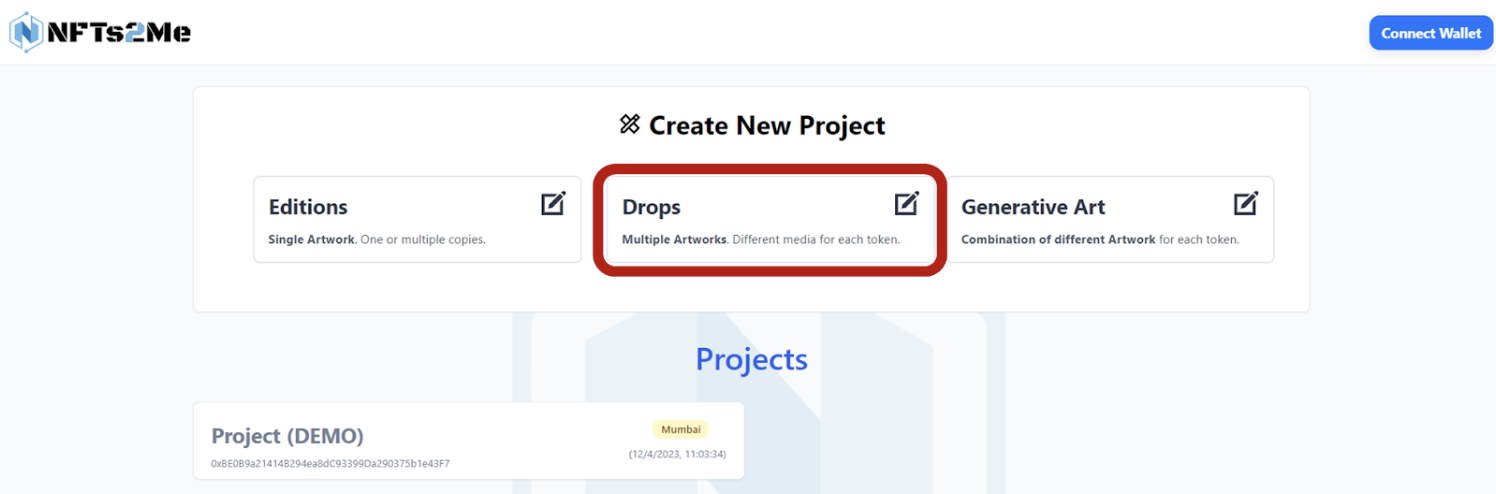 NFTs2Me
Connect Wallet
Create New Project
Editions
Single Artwork. One or multiple copies.
Drops
Multiple Artworks. Different media for each token.
Generative Art
Combination of different Artwork for each token.
Projects
Project (DEMO)
Mumbai
0xBE0B9a21414B294ea8dC93399Da290375b1e43F7
(12/4/2023, 11:03:34)